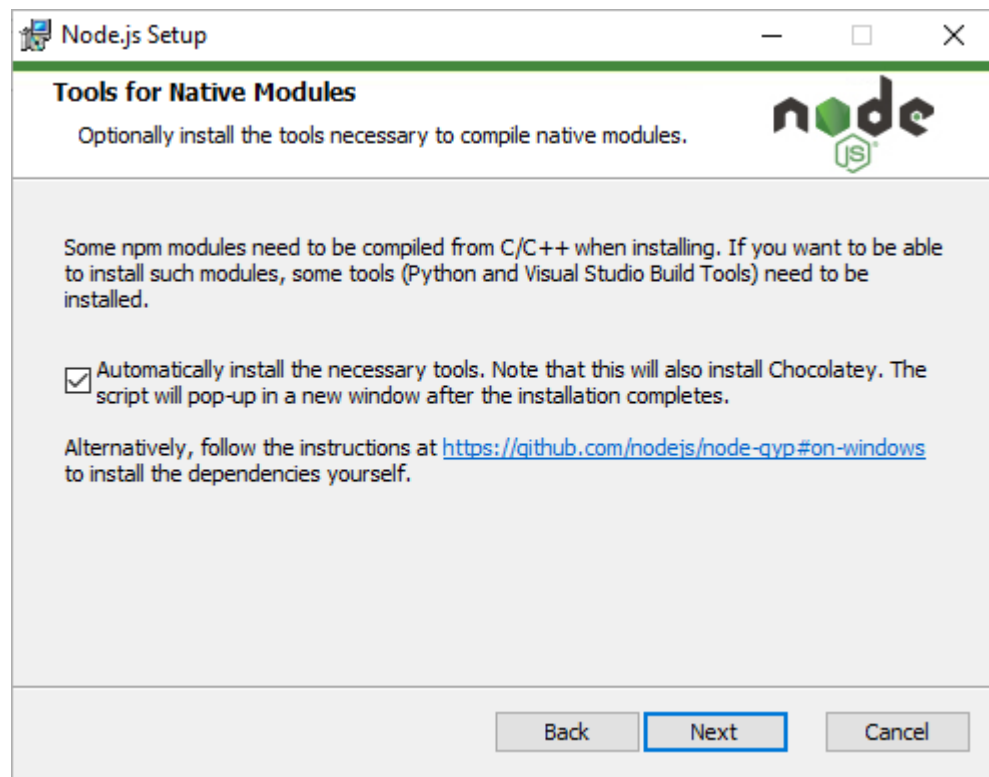 Node.js Setup
Tools for Native Modules
Optionally install the tools necessary to compile native modules.
node
JS
Some npm modules need to be compiled from C/C++ when installing. If you want to be able
to install such modules, some tools (Python and Visual Studio Build Tools) need to be
installed.
Automatically install the necessary tools. Note that this will also install Chocolatey. The
script will pop-up in a new window after the installation completes.
Alternatively, follow the instructions at https://github.com/nodejs/node-gyp#on-windows
to install the dependencies yourself.
Back Next Cancel